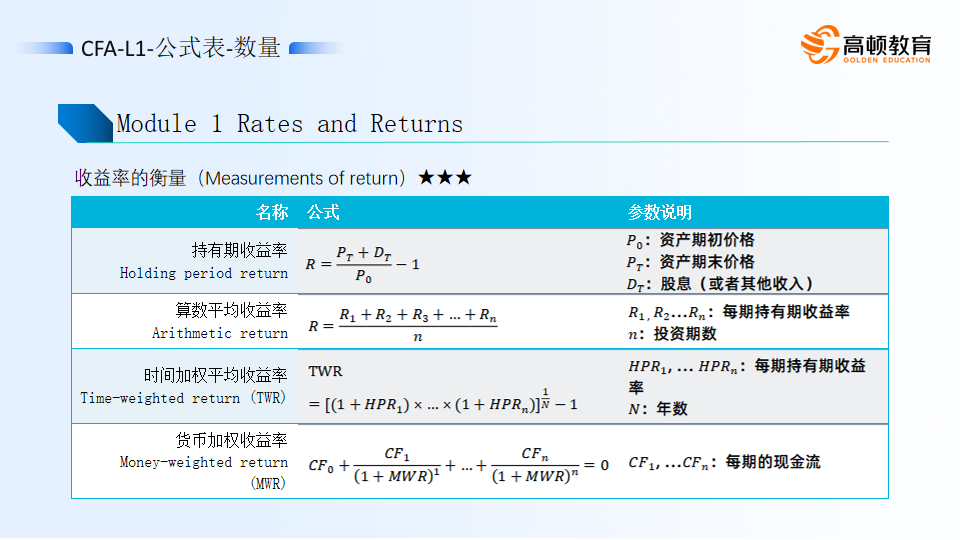 CFA-L1-公式表-数量
高顿教育
GOLDEN EDUCATION
Module 1 Rates and Returns
收益率的衡量（Measurements of return）★★★
名称 公式 参数说明
持有期收益率
Holding period return
R = (P_T + D_T)/P_0 − 1
P_0：资产期初价格
P_T：资产期末价格
D_T：股息（或者其他收入）
算数平均收益率
Arithmetic return
R = (R_1 + R_2 + R_3 + ... + R_n)/n
R_1, R_2...R_n：每期持有期收益率
n：投资期数
时间加权平均收益率
Time-weighted return (TWR)
TWR
= [(1 + HPR_1) × ... × (1 + HPR_n)]^(1/N) − 1
HPR_1, ... HPR_n：每期持有期收益
率
N：年数
货币加权收益率
Money-weighted return
(MWR)
CF_0 + CF_1/(1 + MWR)^1 + ... + CF_n/(1 + MWR)^n = 0
CF_1, ...CF_n：每期的现金流